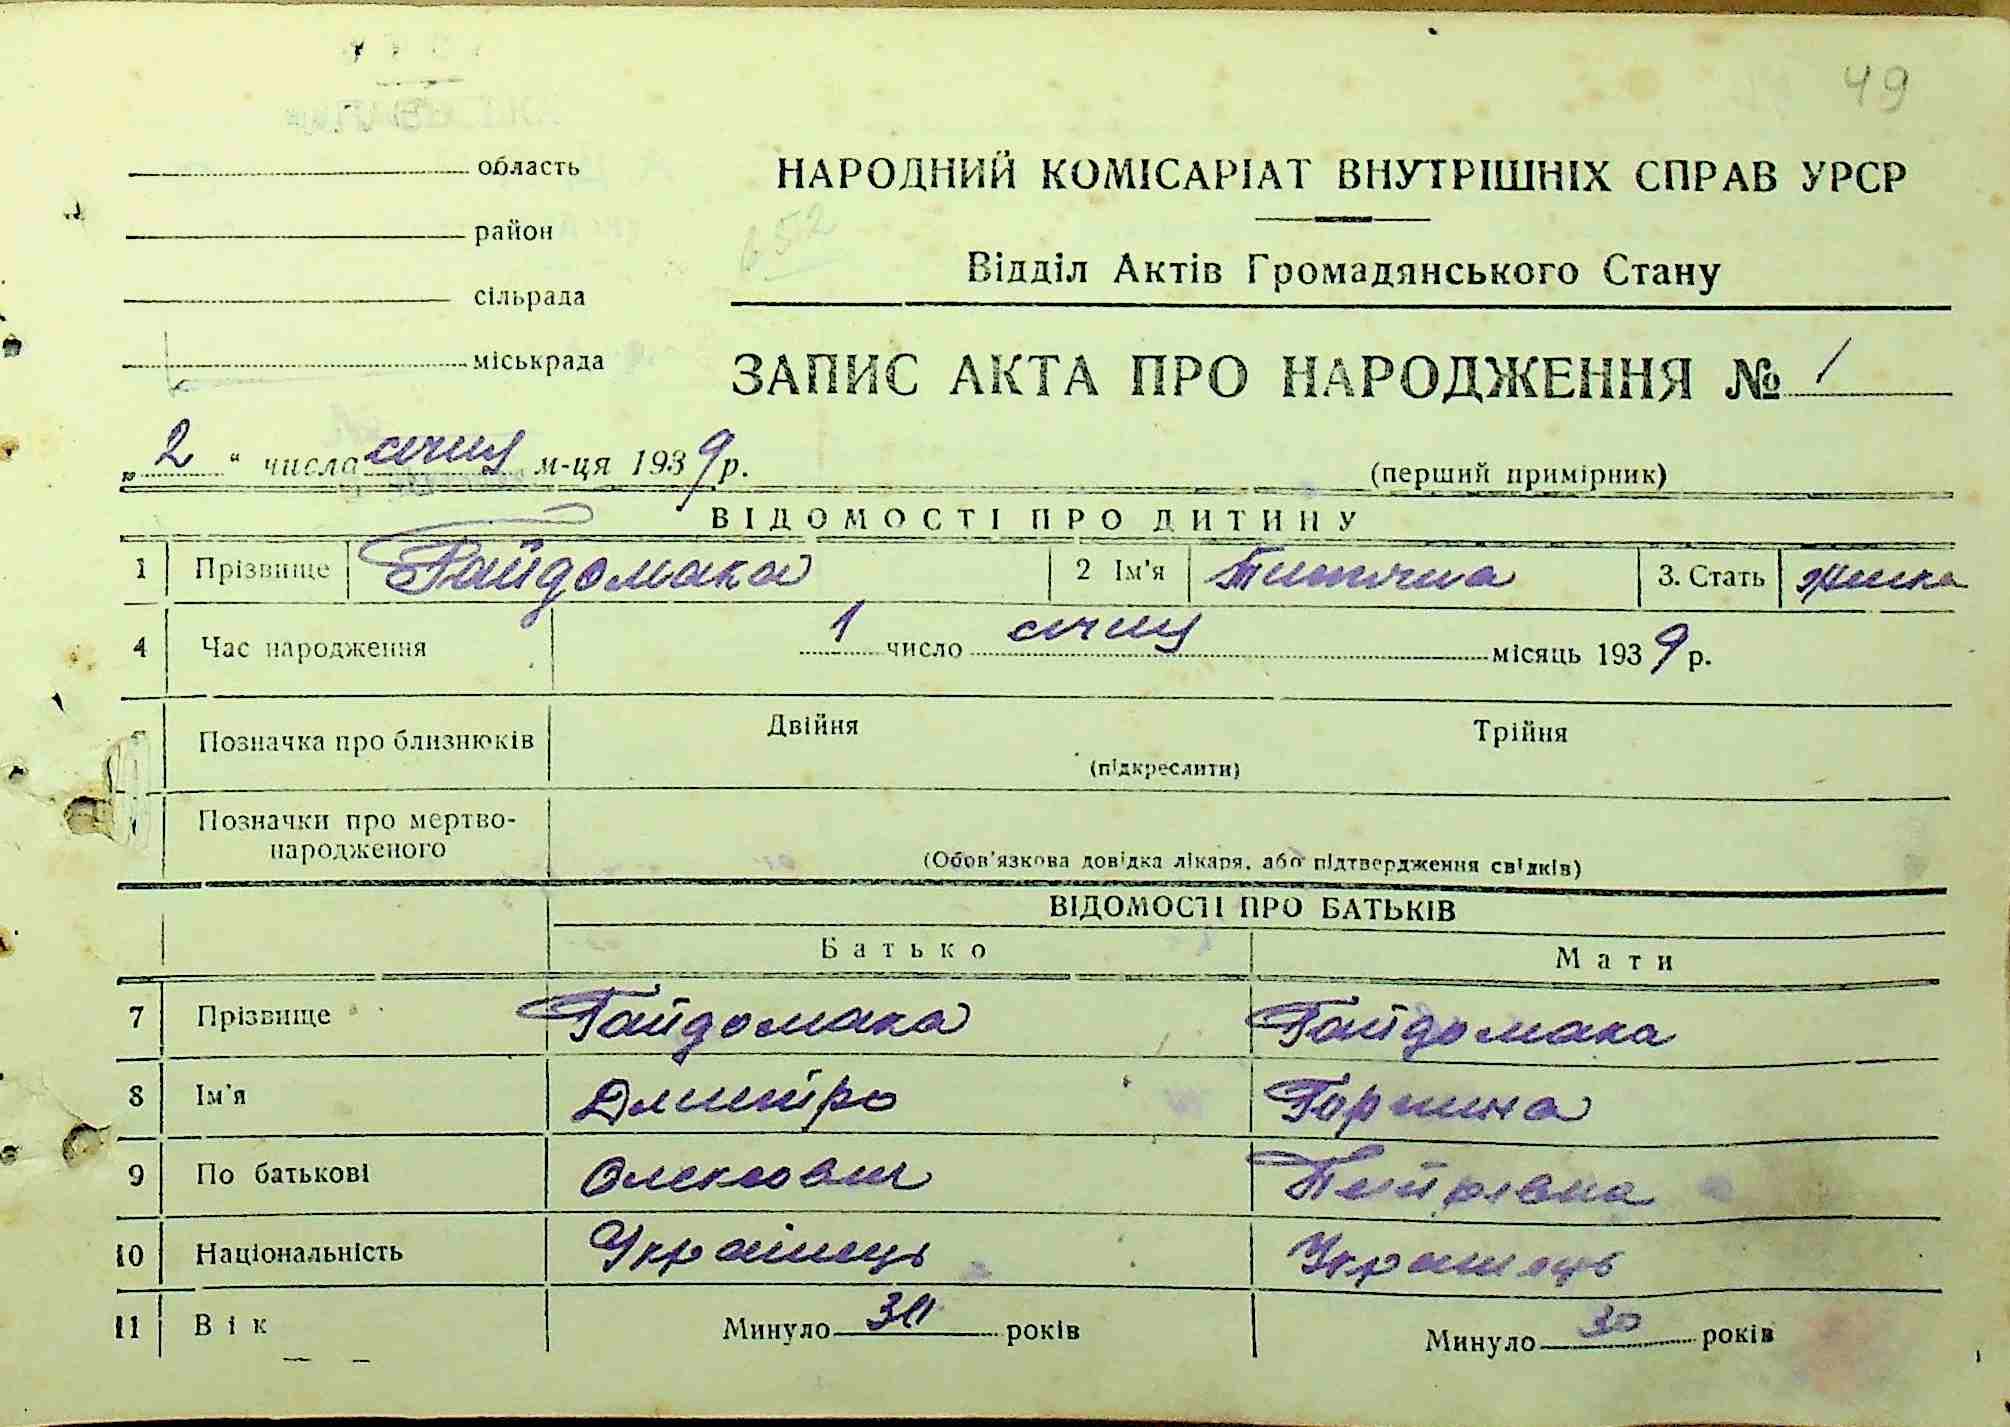 49
область
НАРОДНИЙ КОМІСАРІАТ ВНУТРІШНІХ СПРАВ УРСР
район
652
Відділ Актів Громадянського Стану
сільрада
міськрада
ЗАПИС АКТА ПРО НАРОДЖЕННЯ № 1
„2“ числа січня м-ця 1939 р.
(перший примірник)
ВІДОМОСТІ ПРО ДИТИНУ
1 Прізвище Гайдомака 2 Ім'я 3. Стать жінка
4 Час народження 1 число січня місяць 1939 р.
Позначка про близнюків Двійня Трійня
(підкреслити)
Позначки про мертво-
народженого
(Обов'язкова довідка лікаря, або підтвердження свідків)
ВІДОМОСТІ ПРО БАТЬКІВ
Батько Мати
7 Прізвище Гайдомака Гайдомака
8 Ім'я Дмитро Горпина
9 По батькові Олексович Петрівна
10 Національність Українець Українець
11 Вік Минуло років Минуло 30 років